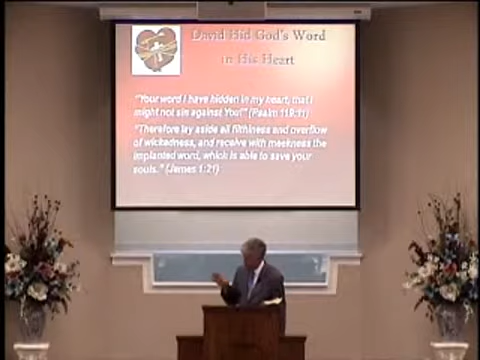 David Hid God's Word
in His Heart
"Your word I have hidden in my heart, that I
might not sin against You!" (Psalm 119:11)
"Therefore lay aside all filthiness and overflow
of wickedness, and receive with meekness the
implanted word, which is able to save your
souls." (James 1:21)